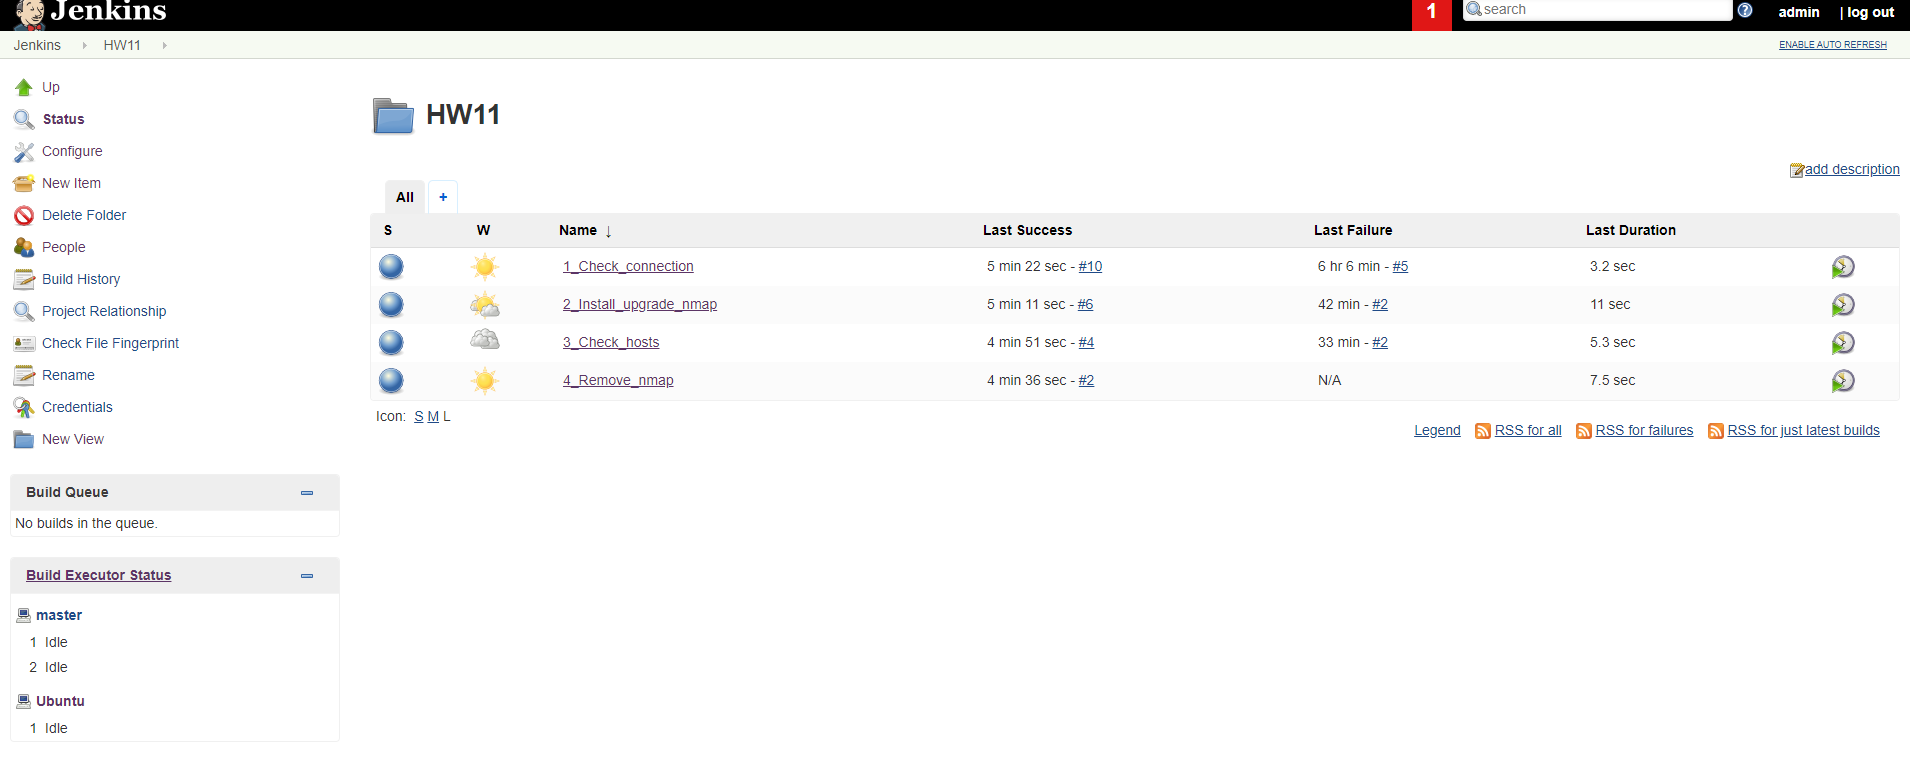 Jenkins 1 search admin | log out
Jenkins HW11 ENABLE AUTO REFRESH
Up
Status
Configure
New Item
Delete Folder
People
Build History
Project Relationship
Check File Fingerprint
Rename
Credentials
New View
Build Queue
No builds in the queue.
Build Executor Status
master
1 Idle
2 Idle
Ubuntu
1 Idle
HW11
add description
All +
S W Name ↓ Last Success Last Failure Last Duration
1_Check_connection 5 min 22 sec - #10 6 hr 6 min - #5 3.2 sec
2_Install_upgrade_nmap 5 min 11 sec - #6 42 min - #2 11 sec
3_Check_hosts 4 min 51 sec - #4 33 min - #2 5.3 sec
4_Remove_nmap 4 min 36 sec - #2 N/A 7.5 sec
Icon: S M L
Legend RSS for all RSS for failures RSS for just latest builds